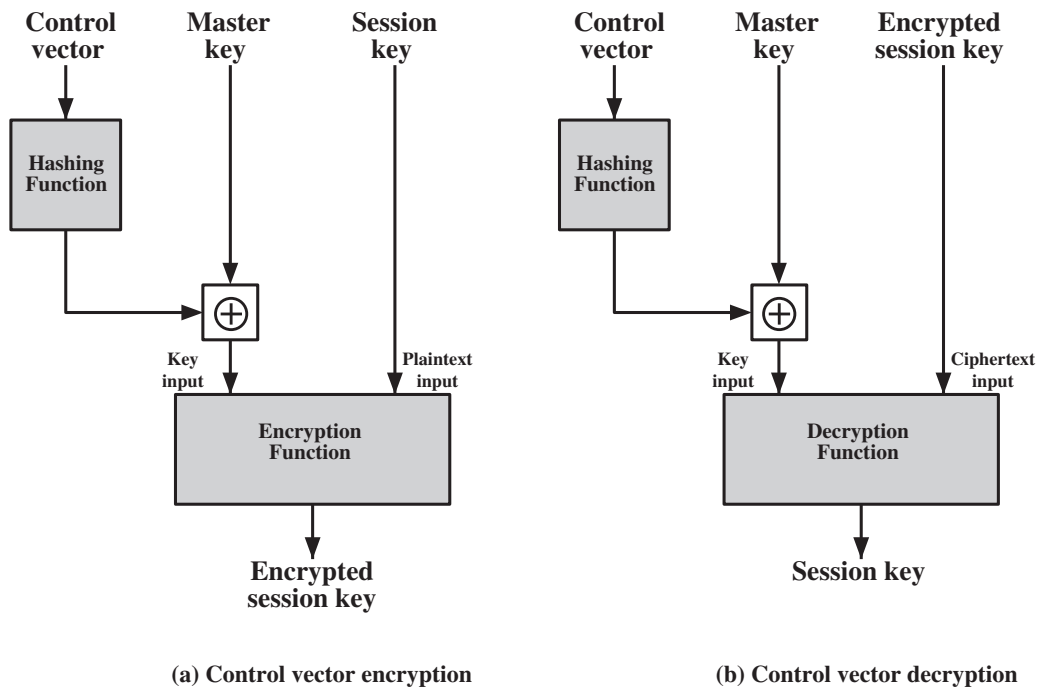 Control
vector
Master
key
Session
key
Hashing
Function
Key
input
Plaintext
input
Encryption
Function
Encrypted
session key
(a) Control vector encryption
Control
vector
Master
key
Encrypted
session key
Hashing
Function
Key
input
Ciphertext
input
Decryption
Function
Session key
(b) Control vector decryption